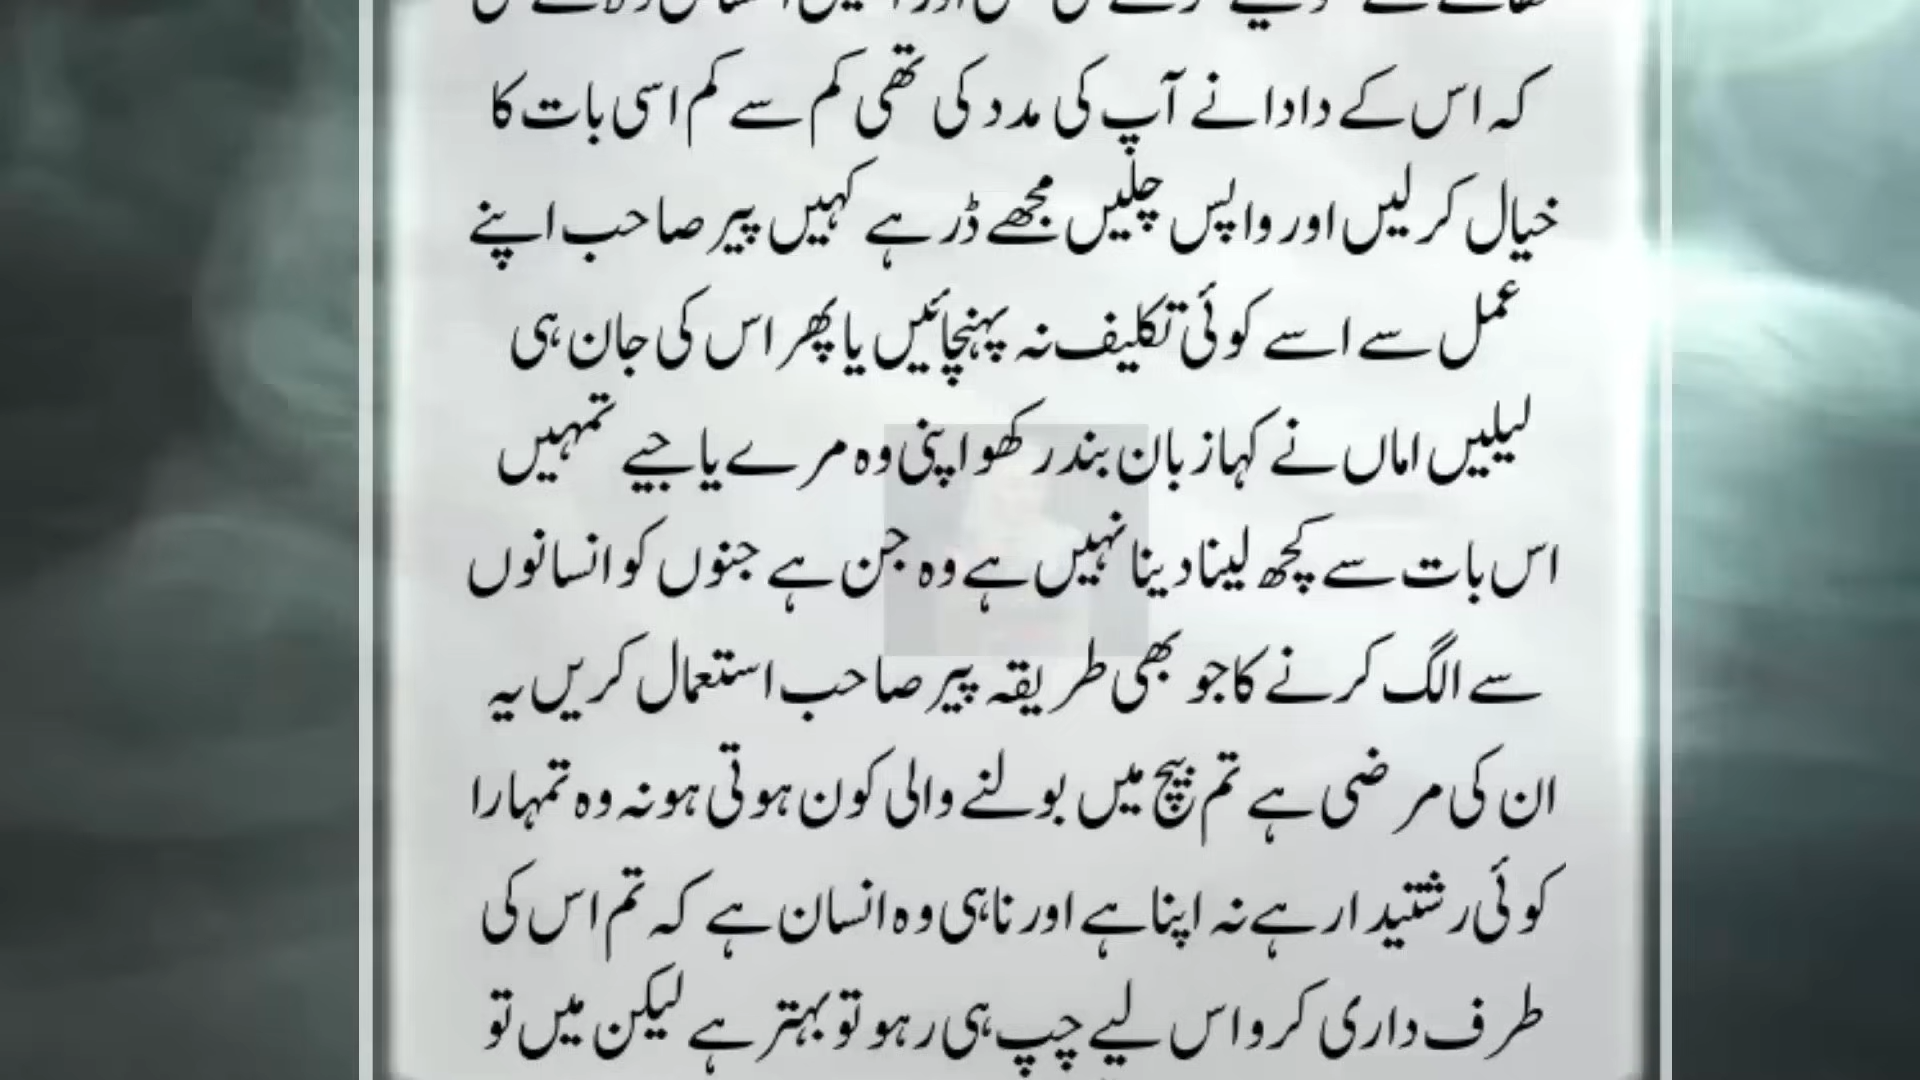 کہ اس کے دادا نے آپ کی مدد کی تھی کم سے کم اسی بات کا
خیال کر لیں اور واپس چلیں مجھے ڈر ہے کہیں پیر صاحب اپنے
عمل سے اسے کوئی تکلیف نہ پہنچائیں یا پھر اس کی جان ہی
لیلیں اماں نے کہا زبان بند رکھو اپنی وہ مرے یا جیے تمہیں
اس بات سے کچھ لینا دینا نہیں ہے وہ جن ہے جنوں کو انسانوں
سے الگ کرنے کا جو بھی طریقہ پیر صاحب استعمال کریں یہ
ان کی مرضی ہے تم بیچ میں بولنے والی کون ہوتی ہو نہ وہ تمہارا
کوئی رشتیدار ہے نہ اپنا ہے اور نا ہی وہ انسان ہے کہ تم اس کی
طرف داری کرو اس لیے چپ ہی رہو تو بہتر ہے لیکن میں تو